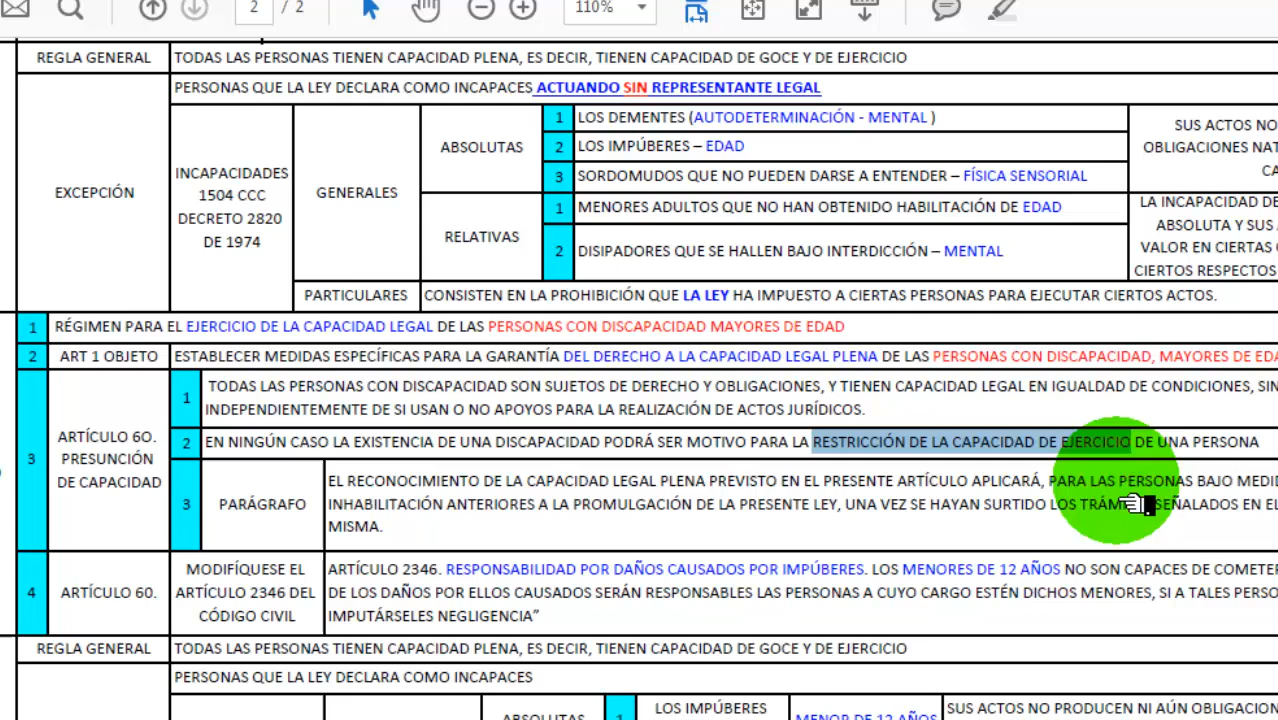 2 / 2 110%
REGLA GENERAL TODAS LAS PERSONAS TIENEN CAPACIDAD PLENA, ES DECIR, TIENEN CAPACIDAD DE GOCE Y DE EJERCICIO
EXCEPCIÓN
PERSONAS QUE LA LEY DECLARA COMO INCAPACES ACTUANDO SIN REPRESENTANTE LEGAL
INCAPACIDADES
1504 CCC
DECRETO 2820
DE 1974
GENERALES
ABSOLUTAS
1 LOS DEMENTES (AUTODETERMINACIÓN - MENTAL )
2 LOS IMPÚBERES – EDAD
3 SORDOMUDOS QUE NO PUEDEN DARSE A ENTENDER – FÍSICA SENSORIAL
SUS ACTOS NO
OBLIGACIONES NAT
CA
RELATIVAS
1 MENORES ADULTOS QUE NO HAN OBTENIDO HABILITACIÓN DE EDAD
2 DISIPADORES QUE SE HALLEN BAJO INTERDICCIÓN – MENTAL
LA INCAPACIDAD DE
ABSOLUTA Y SUS
VALOR EN CIERTAS
CIERTOS RESPECTOS
PARTICULARES CONSISTEN EN LA PROHIBICIÓN QUE LA LEY HA IMPUESTO A CIERTAS PERSONAS PARA EJECUTAR CIERTOS ACTOS.
1 RÉGIMEN PARA EL EJERCICIO DE LA CAPACIDAD LEGAL DE LAS PERSONAS CON DISCAPACIDAD MAYORES DE EDAD
2 ART 1 OBJETO ESTABLECER MEDIDAS ESPECÍFICAS PARA LA GARANTÍA DEL DERECHO A LA CAPACIDAD LEGAL PLENA DE LAS PERSONAS CON DISCAPACIDAD, MAYORES DE EDA
3
ARTÍCULO 6O.
PRESUNCIÓN
DE CAPACIDAD
1 TODAS LAS PERSONAS CON DISCAPACIDAD SON SUJETOS DE DERECHO Y OBLIGACIONES, Y TIENEN CAPACIDAD LEGAL EN IGUALDAD DE CONDICIONES, SIN
INDEPENDIENTEMENTE DE SI USAN O NO APOYOS PARA LA REALIZACIÓN DE ACTOS JURÍDICOS.
2 EN NINGÚN CASO LA EXISTENCIA DE UNA DISCAPACIDAD PODRÁ SER MOTIVO PARA LA RESTRICCIÓN DE LA CAPACIDAD DE EJERCICIO DE UNA PERSONA
3 PARÁGRAFO
EL RECONOCIMIENTO DE LA CAPACIDAD LEGAL PLENA PREVISTO EN EL PRESENTE ARTÍCULO APLICARÁ, PARA LAS PERSONAS BAJO MEDI
INHABILITACIÓN ANTERIORES A LA PROMULGACIÓN DE LA PRESENTE LEY, UNA VEZ SE HAYAN SURTIDO LOS SEÑALADOS EN EL
MISMA.
4 ARTÍCULO 60.
MODIFÍQUESE EL
ARTÍCULO 2346 DEL
CÓDIGO CIVIL
ARTÍCULO 2346. RESPONSABILIDAD POR DAÑOS CAUSADOS POR IMPÚBERES. LOS MENORES DE 12 AÑOS NO SON CAPACES DE COMETER
DE LOS DAÑOS POR ELLOS CAUSADOS SERÁN RESPONSABLES LAS PERSONAS A CUYO CARGO ESTÉN DICHOS MENORES, SI A TALES PERSO
IMPUTÁRSELES NEGLIGENCIA”
REGLA GENERAL TODAS LAS PERSONAS TIENEN CAPACIDAD PLENA, ES DECIR, TIENEN CAPACIDAD DE GOCE Y DE EJERCICIO
PERSONAS QUE LA LEY DECLARA COMO INCAPACES
ABSOLUTAS 1 LOS IMPÚBERES MENOR DE 12 AÑOS SUS ACTOS NO PRODUCEN NI AÚN OBLIGACION